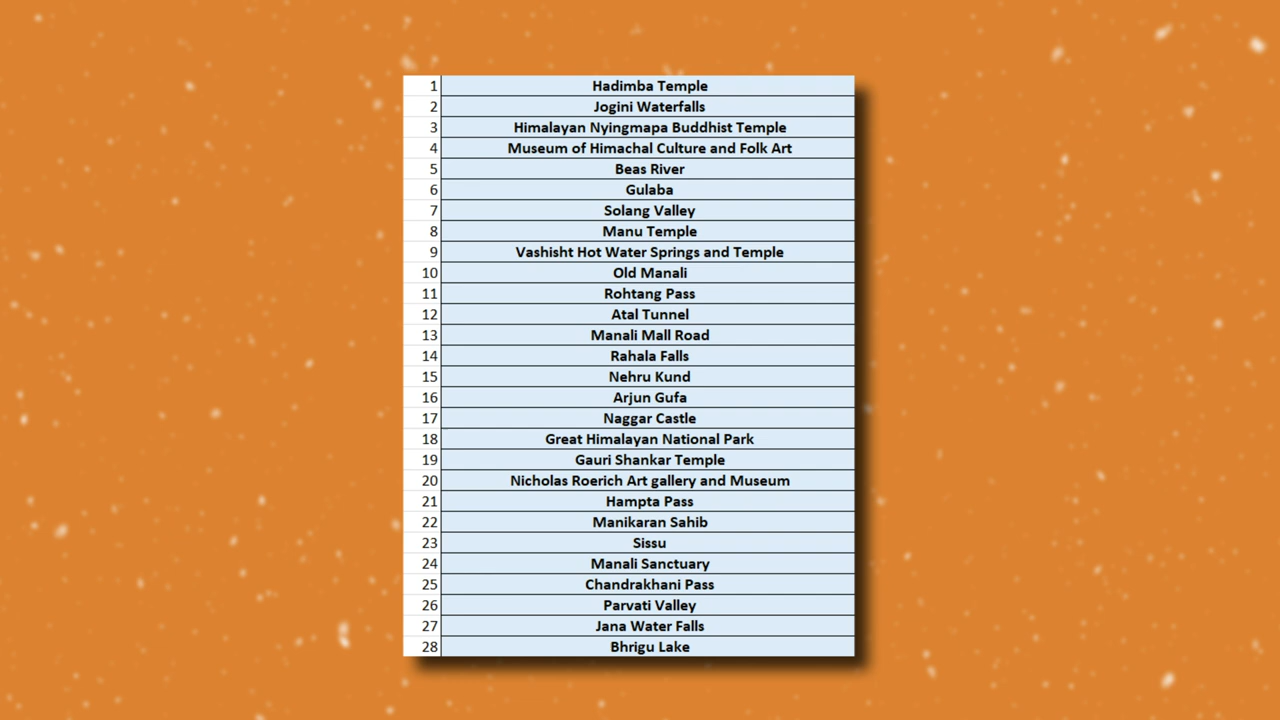 1 Hadimba Temple
2 Jogini Waterfalls
3 Himalayan Nyingmapa Buddhist Temple
4 Museum of Himachal Culture and Folk Art
5 Beas River
6 Gulaba
7 Solang Valley
8 Manu Temple
9 Vashisht Hot Water Springs and Temple
10 Old Manali
11 Rohtang Pass
12 Atal Tunnel
13 Manali Mall Road
14 Rahala Falls
15 Nehru Kund
16 Arjun Gufa
17 Naggar Castle
18 Great Himalayan National Park
19 Gauri Shankar Temple
20 Nicholas Roerich Art gallery and Museum
21 Hampta Pass
22 Manikaran Sahib
23 Sissu
24 Manali Sanctuary
25 Chandrakhani Pass
26 Parvati Valley
27 Jana Water Falls
28 Bhrigu Lake